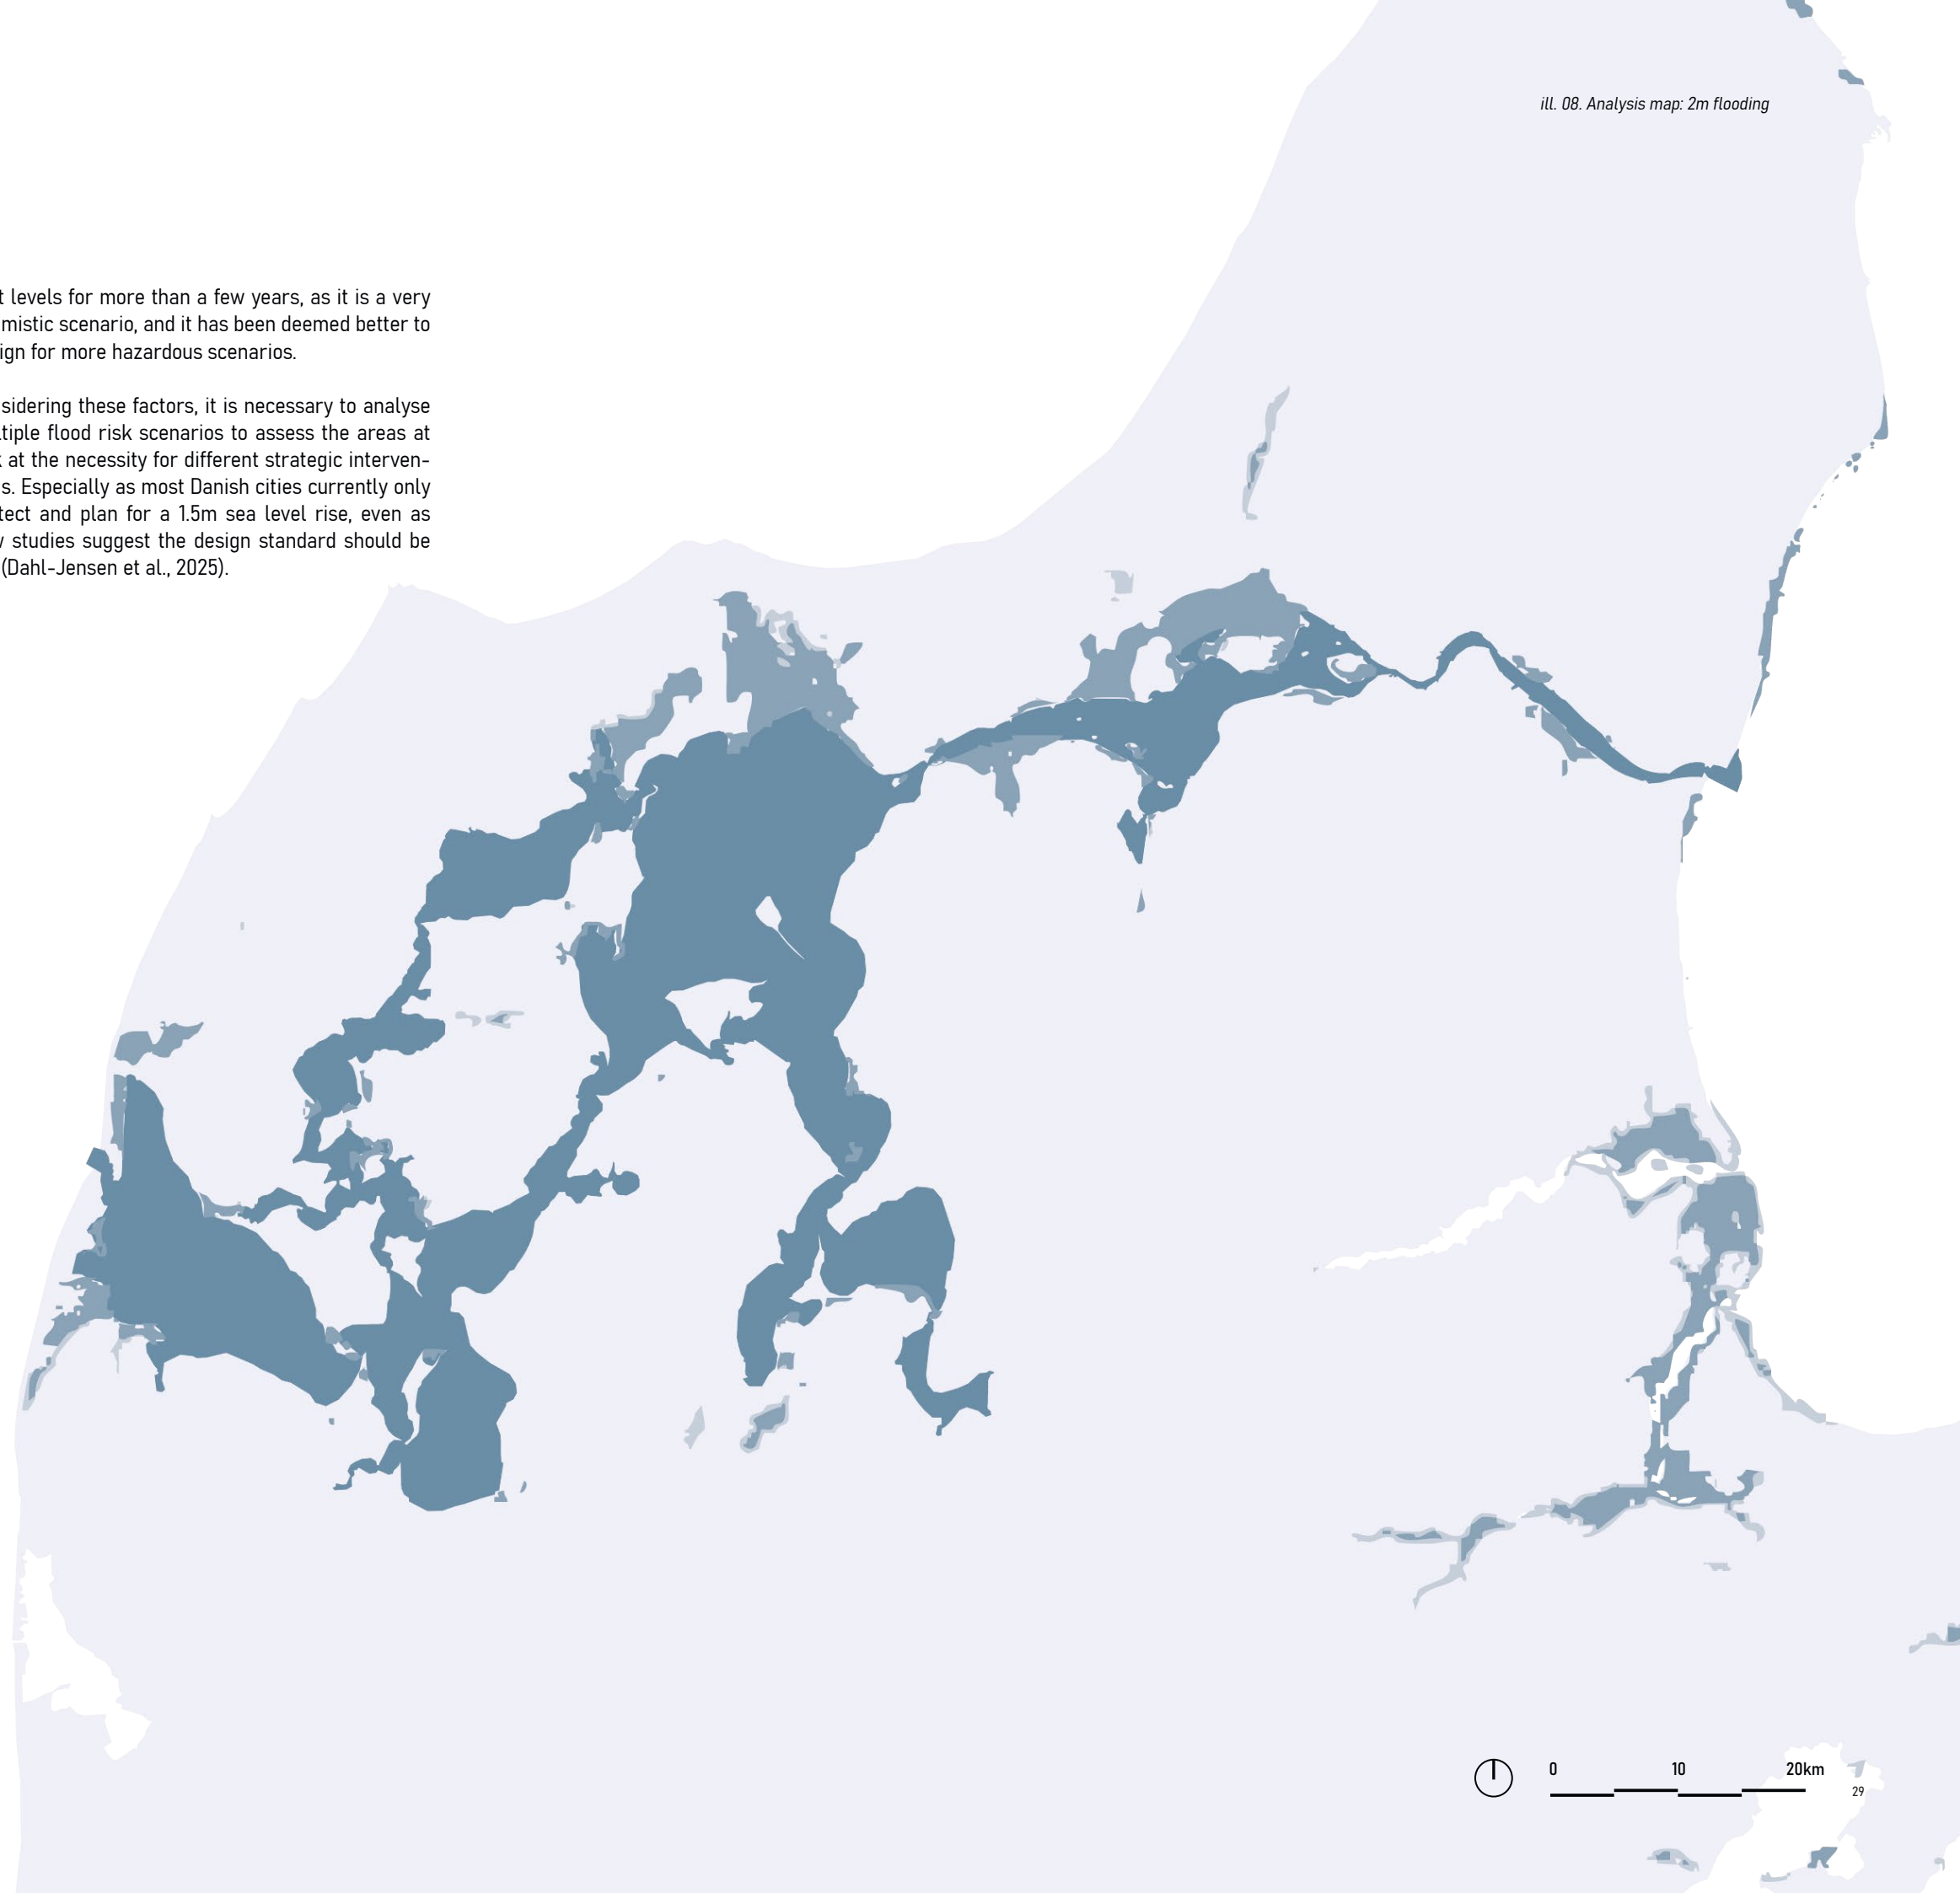 t levels for more than a few years, as it is a very
mistic scenario, and it has been deemed better to
ign for more hazardous scenarios.
sidering these factors, it is necessary to analyse
tiple flood risk scenarios to assess the areas at
k at the necessity for different strategic interven-
s. Especially as most Danish cities currently only
tect and plan for a 1.5m sea level rise, even as
w studies suggest the design standard should be
(Dahl-Jensen et al., 2025).
ill. 08. Analysis map: 2m flooding
0 10 20km
29